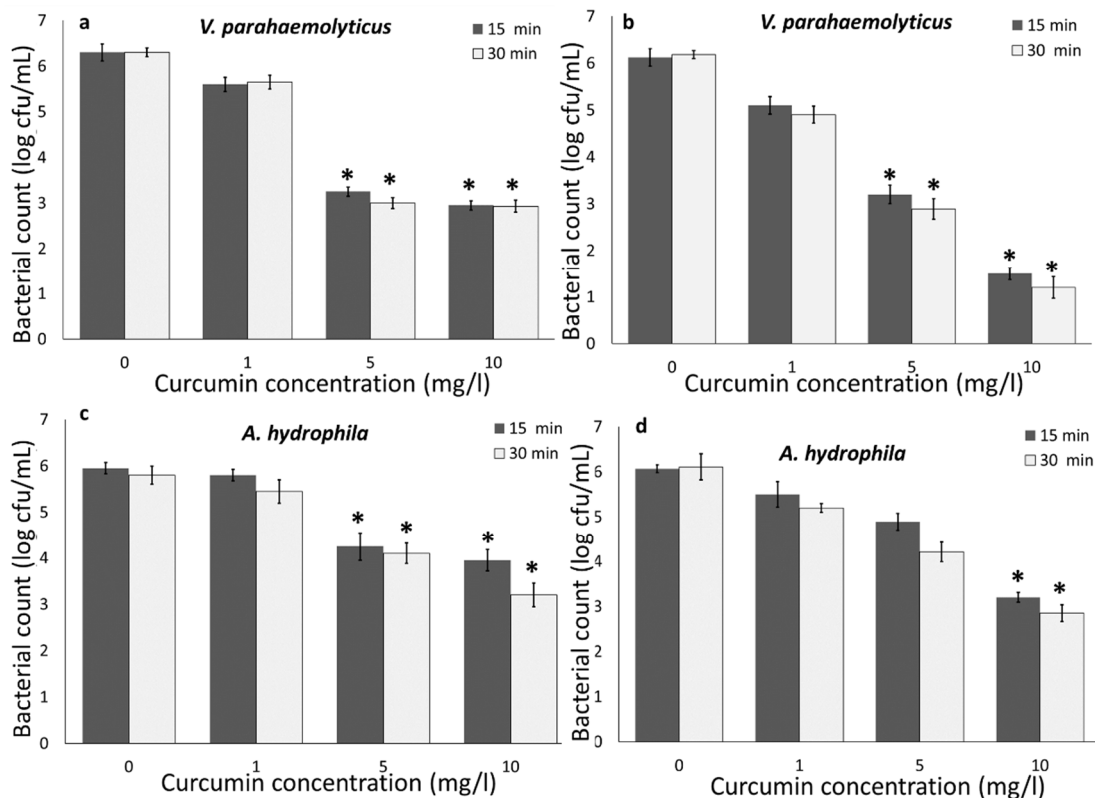 a
V. parahaemolyticus
15 min
30 min
Bacterial count (log cfu/mL)
7
6
5
4
3
2
1
0
* * * *
0 1 5 10
Curcumin concentration (mg/l)
b
V. parahaemolyticus
15 min
30 min
Bacterial count (log cfu/mL)
7
6
5
4
3
2
1
0
* * * *
0 1 5 10
Curcumin concentration (mg/l)
c
A. hydrophila
15 min
30 min
Bacterial count (log cfu/mL)
7
6
5
4
3
2
1
0
* * * *
0 1 5 10
Curcumin concentration (mg/l)
d
A. hydrophila
15 min
30 min
Bacterial count (log cfu/mL)
7
6
5
4
3
2
1
0
* *
0 1 5 10
Curcumin concentration (mg/l)